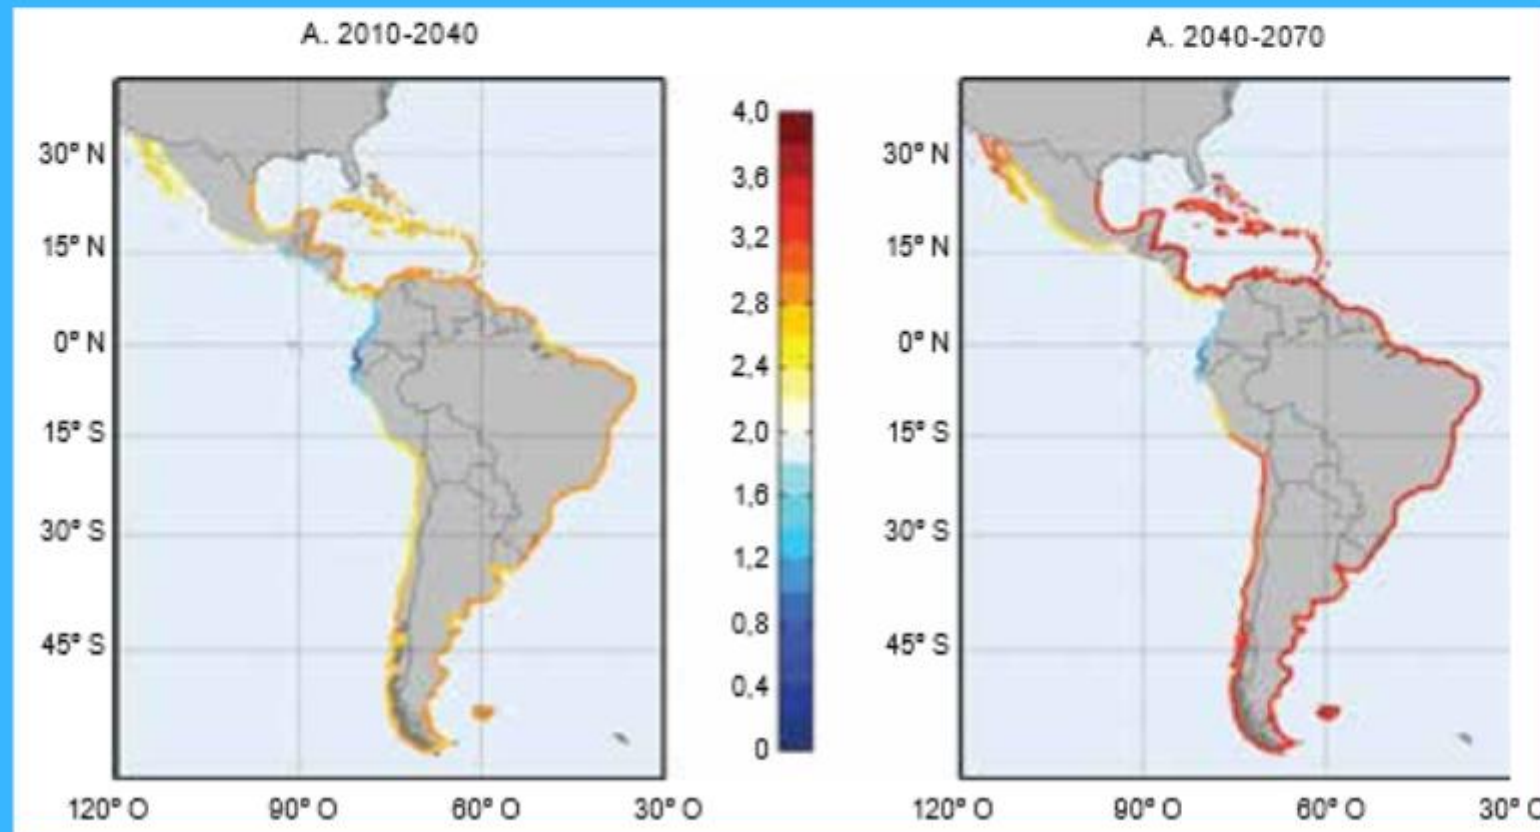 A. 2010-2040
A. 2040-2070
30° N
15° N
0° N
15° S
30° S
45° S
120° O
90° O
60° O
30° O
4,0
3,6
3,2
2,8
2,4
2,0
1,6
1,2
0,8
0,4
0
30° N
15° N
0° N
15° S
30° S
45° S
120° O
90° O
60° O
30° O